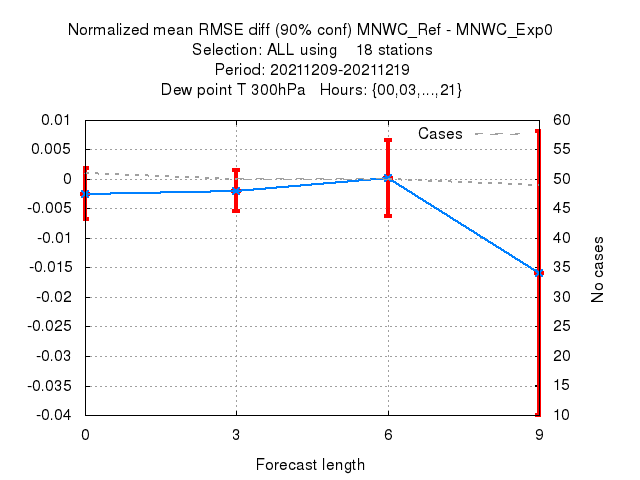 Normalized mean RMSE diff (90% conf) MNWC_Ref - MNWC_Exp0
Selection: ALL using 18 stations
Period: 20211209-20211219
Dew point T 300hPa Hours: {00,03,...,21}
Cases
0.01
0.005
0
-0.005
-0.01
-0.015
-0.02
-0.025
-0.03
-0.035
-0.04
60
55
50
45
40
35
30
25
20
15
10
No cases
0 3 6 9
Forecast length